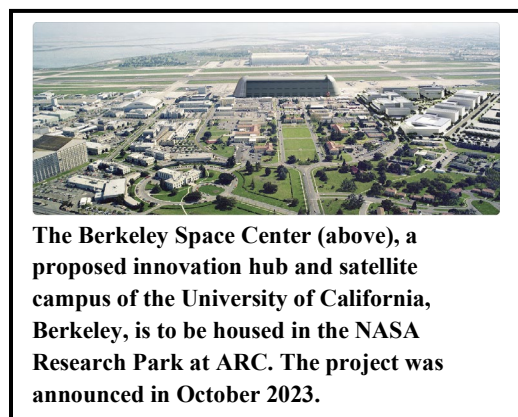 The Berkeley Space Center (above), a
proposed innovation hub and satellite
campus of the University of California,
Berkeley, is to be housed in the NASA
Research Park at ARC. The project was
announced in October 2023.